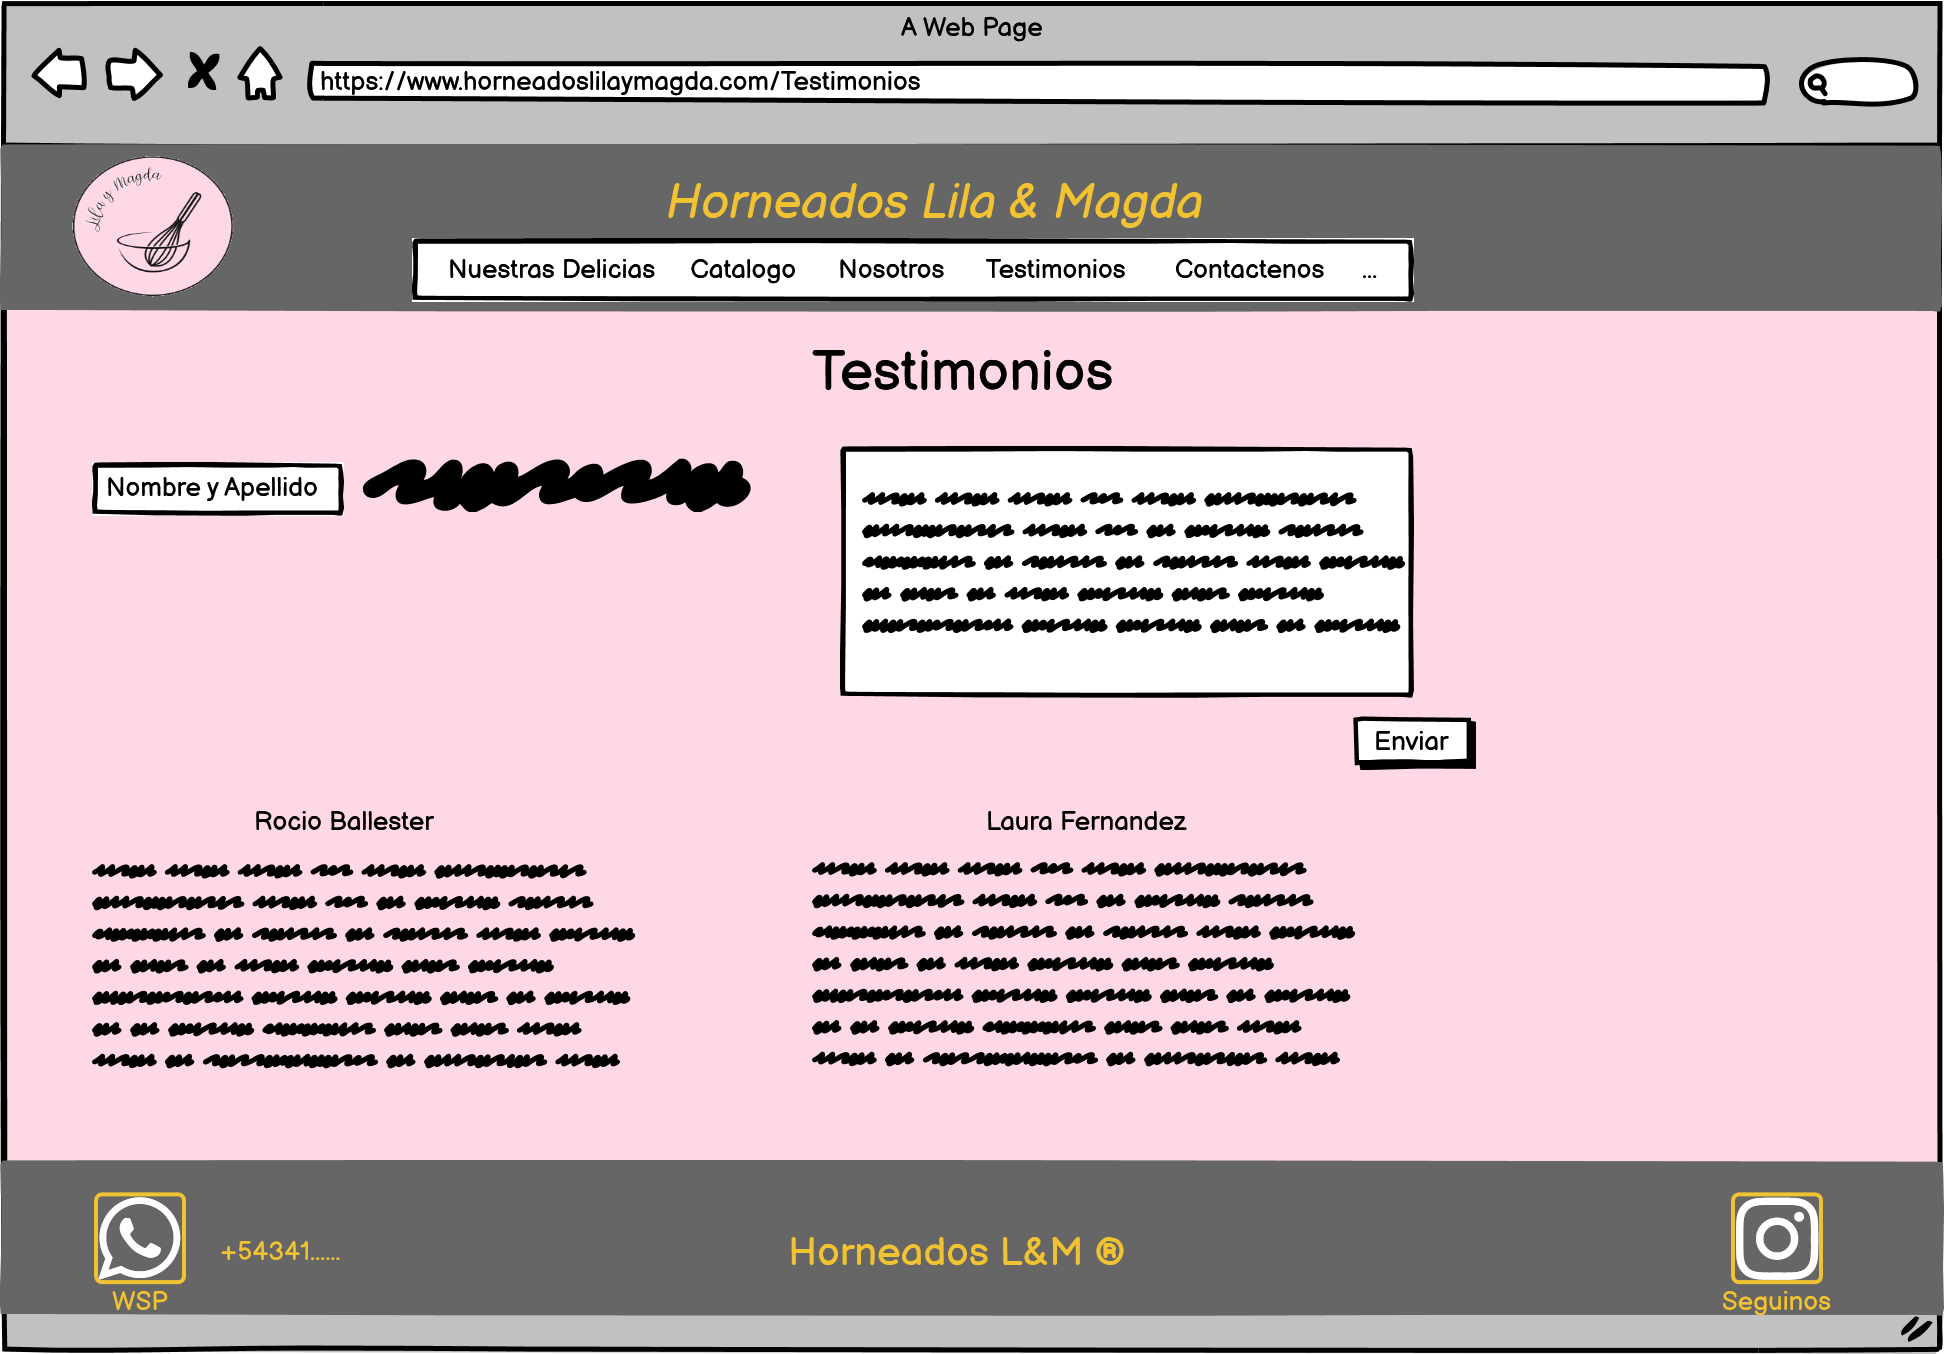 A Web Page
https://www.horneadoslilaymagda.com/Testimonios
Lila y Magda
Horneados Lila & Magda
Nuestras Delicias Catalogo Nosotros Testimonios Contactenos ...
Testimonios
Nombre y Apellido
Enviar
Rocio Ballester
Laura Fernandez
+54341......
Horneados L&M ®
WSP
Seguinos